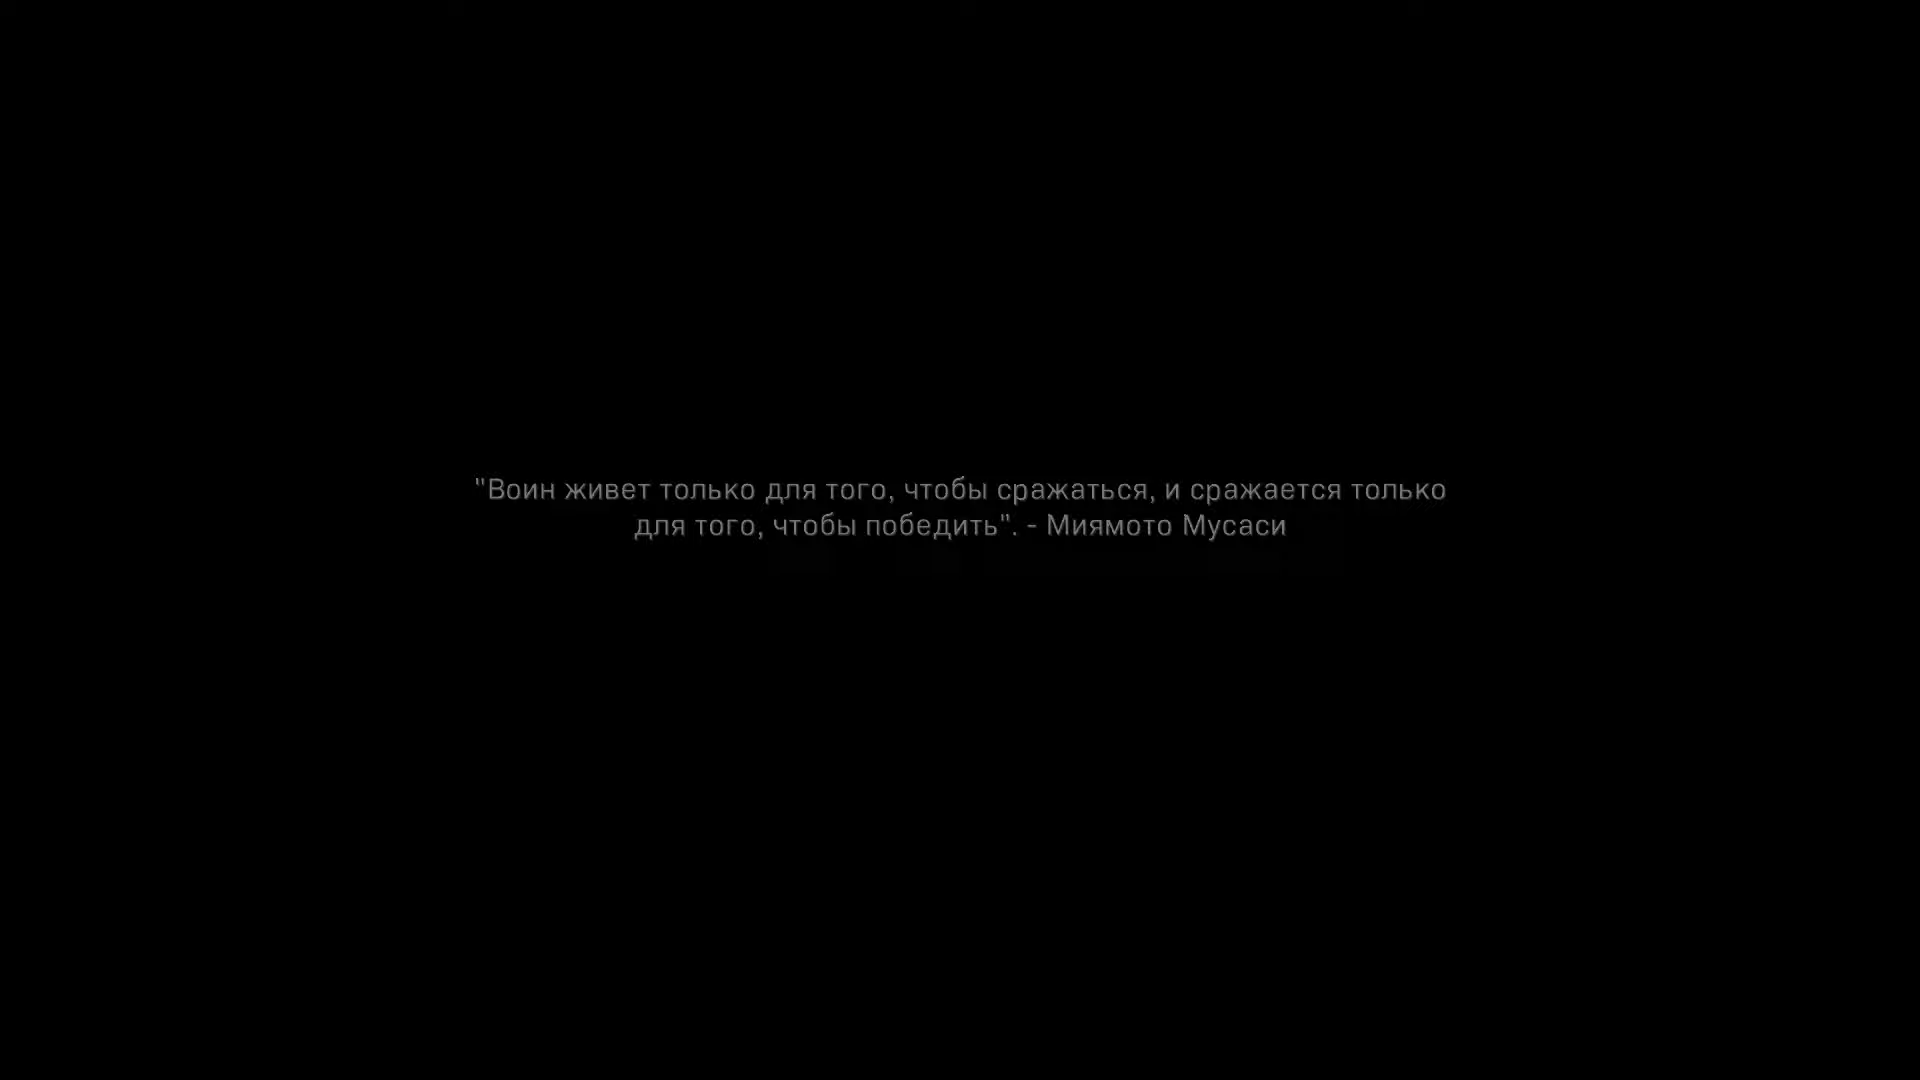 "Воин живет только для того, чтобы сражаться, и сражается только
для того, чтобы победить". - Миямото Мусаси